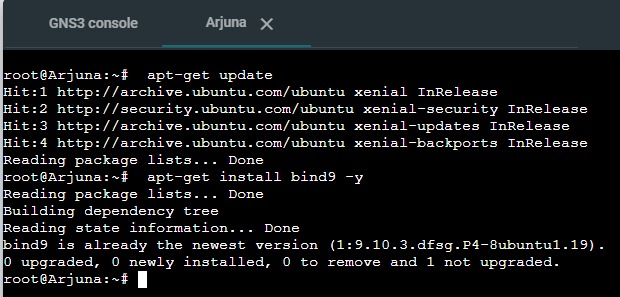 GNS3 console Arjuna ×
root@Arjuna:~#  apt-get update
Hit:1 http://archive.ubuntu.com/ubuntu xenial InRelease
Hit:2 http://security.ubuntu.com/ubuntu xenial-security InRelease
Hit:3 http://archive.ubuntu.com/ubuntu xenial-updates InRelease
Hit:4 http://archive.ubuntu.com/ubuntu xenial-backports InRelease
Reading package lists... Done
root@Arjuna:~#  apt-get install bind9 -y
Reading package lists... Done
Building dependency tree
Reading state information... Done
bind9 is already the newest version (1:9.10.3.dfsg.P4-8ubuntu1.19).
0 upgraded, 0 newly installed, 0 to remove and 1 not upgraded.
root@Arjuna:~#